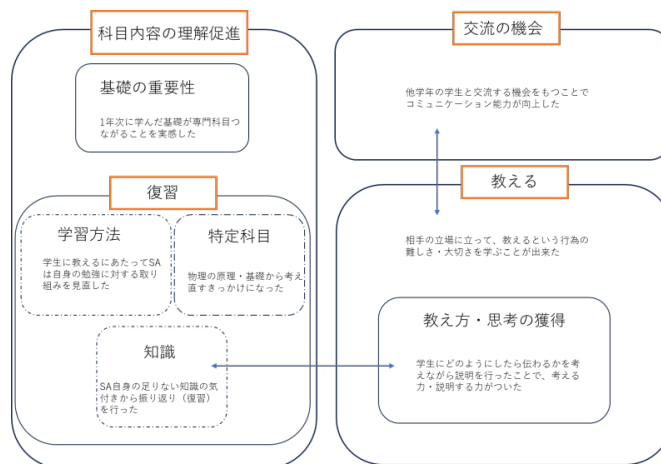 科目内容の理解促進
基礎の重要性
1年次に学んだ基礎が専門科目つ
ながることを実感した
復習
学習方法
学生に教えるにあたってSA
は自身の勉強に対する取り
組みを見直した
特定科目
物理の原理・基礎から考え
直すきっかけになった
知識
SA自身の足りない知識の気
付きから振り返り（復習）
を行った
交流の機会
他学年の学生と交流する機会をもつことで
コミュニケーション能力が向上した
教える
相手の立場に立って、教えるという行為の
難しさ・大切さを学ぶことが出来た
教え方・思考の獲得
学生にどのようにしたら伝わるかを考
えながら説明を行ったことで、考える
力・説明する力がついた